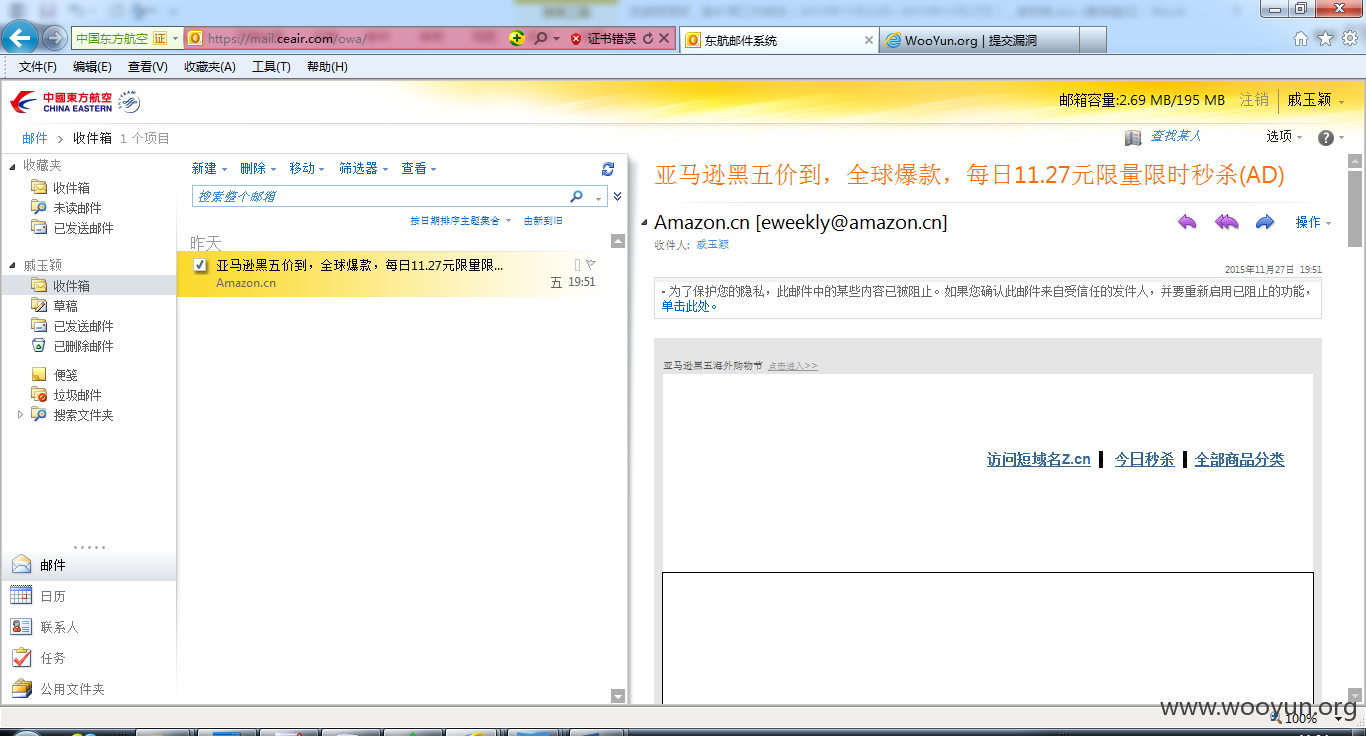 中国东方航空 证 https://mail.ceair.com/owa/ 证书错误 东航邮件系统 WooYun.org | 提交漏洞
文件(F) 编辑(E) 查看(V) 收藏夹(A) 工具(T) 帮助(H)
中國東方航空
CHINA EASTERN
邮箱容量:2.69 MB/195 MB 注销 戚玉颖
邮件 > 收件箱 1 个项目
查找某人 选项
收藏夹
收件箱
未读邮件
已发送邮件
戚玉颖
收件箱
草稿
已发送邮件
已删除邮件
便笺
垃圾邮件
搜索文件夹
邮件
日历
联系人
任务
公用文件夹
新建 删除 移动 筛选器 查看
搜索整个邮箱
按日期排序主题集合 由新到旧
昨天
亚马逊黑五价到，全球爆款，每日11.27元限量限...
Amazon.cn 五 19:51
亚马逊黑五价到，全球爆款，每日11.27元限量限时秒杀(AD)
Amazon.cn [eweekly@amazon.cn]
操作
收件人: 戚玉颖
2015年11月27日 19:51
- 为了保护您的隐私，此邮件中的某些内容已被阻止。如果您确认此邮件来自受信任的发件人，并要重新启用已阻止的功能，
单击此处。
亚马逊黑五海外购物节 点击进入>>
访问短域名Z.cn 今日秒杀 全部商品分类
www.wooyun.org
100%